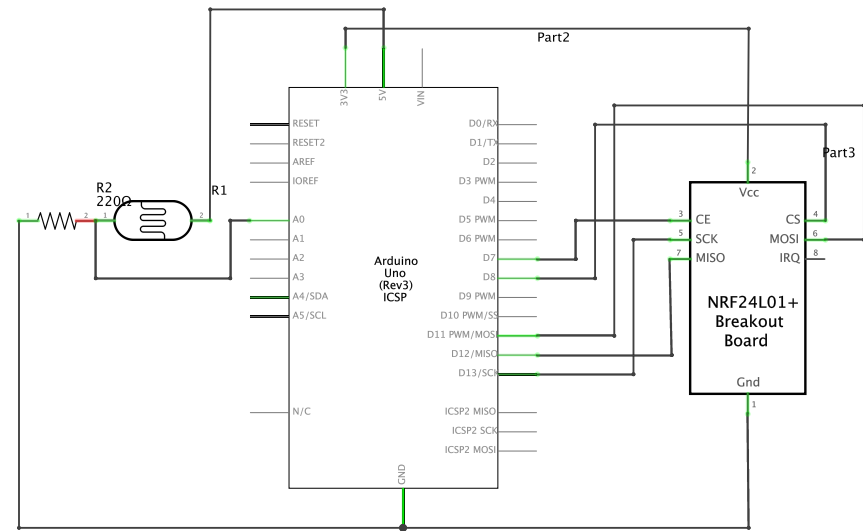 Part2
3V3
5V
VIN
RESET
RESET2
AREF
IOREF
A0
A1
A2
A3
A4/SDA
A5/SCL
N/C
D0/RX
D1/TX
D2
D3 PWM
D4
D5 PWM
D6 PWM
D7
D8
D9 PWM
D10 PWM/SS
D11 PWM/MOSI
D12/MISO
D13/SCK
ICSP2 MISO
ICSP2 SCK
ICSP2 MOSI
GND
Arduino
Uno
(Rev3)
ICSP
R2
220Ω
R1
1
2
1
2
Part3
2
Vcc
3 CE
5 SCK
7 MISO
CS 4
MOSI 6
IRQ 8
NRF24L01+
Breakout
Board
Gnd
1